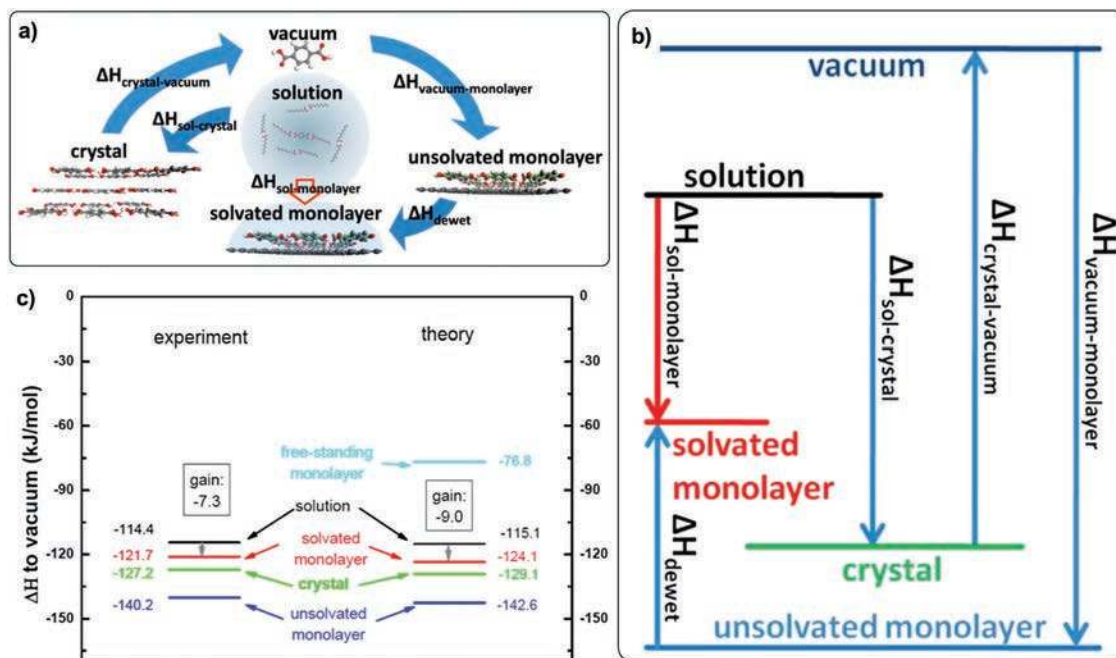 a)
vacuum
ΔHcrystal-vacuum
ΔHvacuum-monolayer
solution
ΔHsol-crystal
crystal
unsolvated monolayer
ΔHsol-monolayer
solvated monolayer
ΔHdewet
b)
vacuum
solution
ΔHsol-monolayer
ΔHsol-crystal
ΔHcrystal-vacuum
ΔHvacuum-monolayer
solvated
monolayer
ΔHdewet
crystal
unsolvated monolayer
c)
ΔH to vacuum (kJ/mol)
0
-30
-60
-90
-120
-150
0
-30
-60
-90
-120
-150
experiment
theory
free-standing
monolayer
-76.8
gain:
-7.3
gain:
-9.0
solution
-114.4
-115.1
solvated
monolayer
-121.7
-124.1
crystal
-127.2
-129.1
unsolvated
monolayer
-140.2
-142.6